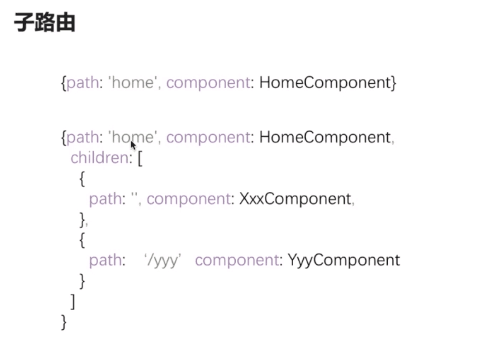 子路由
{path: 'home', component: HomeComponent}
{path: 'home', component: HomeComponent,
children: [
{
path: '', component: XxxComponent,
},
{
path: ‘/yyy’ component: YyyComponent
}
]
}